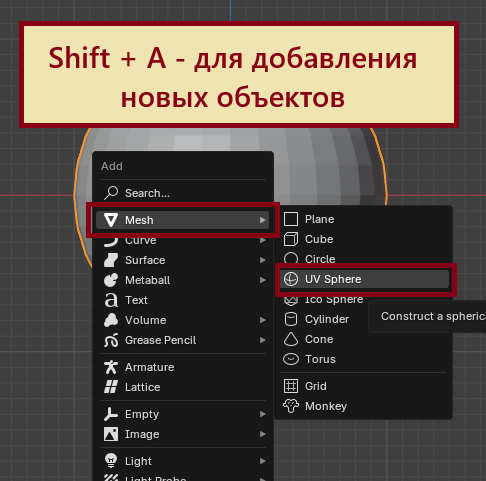 Shift + A - для добавления
новых объектов
Add
Search...
Mesh
Curve
Surface
Metaball
Text
Volume
Grease Pencil
Armature
Lattice
Empty
Image
Light
Light Probe
Plane
Cube
Circle
UV Sphere
Ico Sphere
Cylinder
Cone
Torus
Grid
Monkey
Construct a spheric